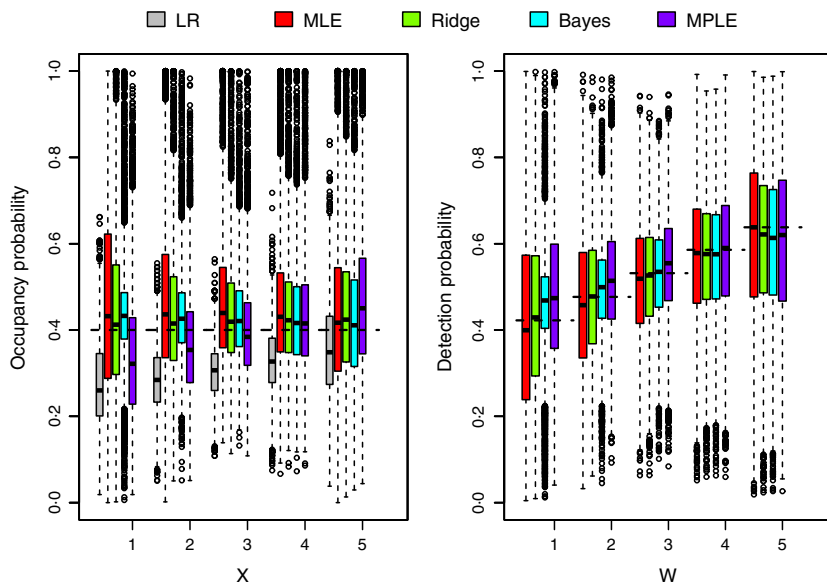 LR MLE Ridge Bayes MPLE
Occupancy probability
0·0 0·2 0·4 0·6 0·8 1·0
1 2 3 4 5
X
Detection probability
0·0 0·2 0·4 0·6 0·8 1·0
1 2 3 4 5
W